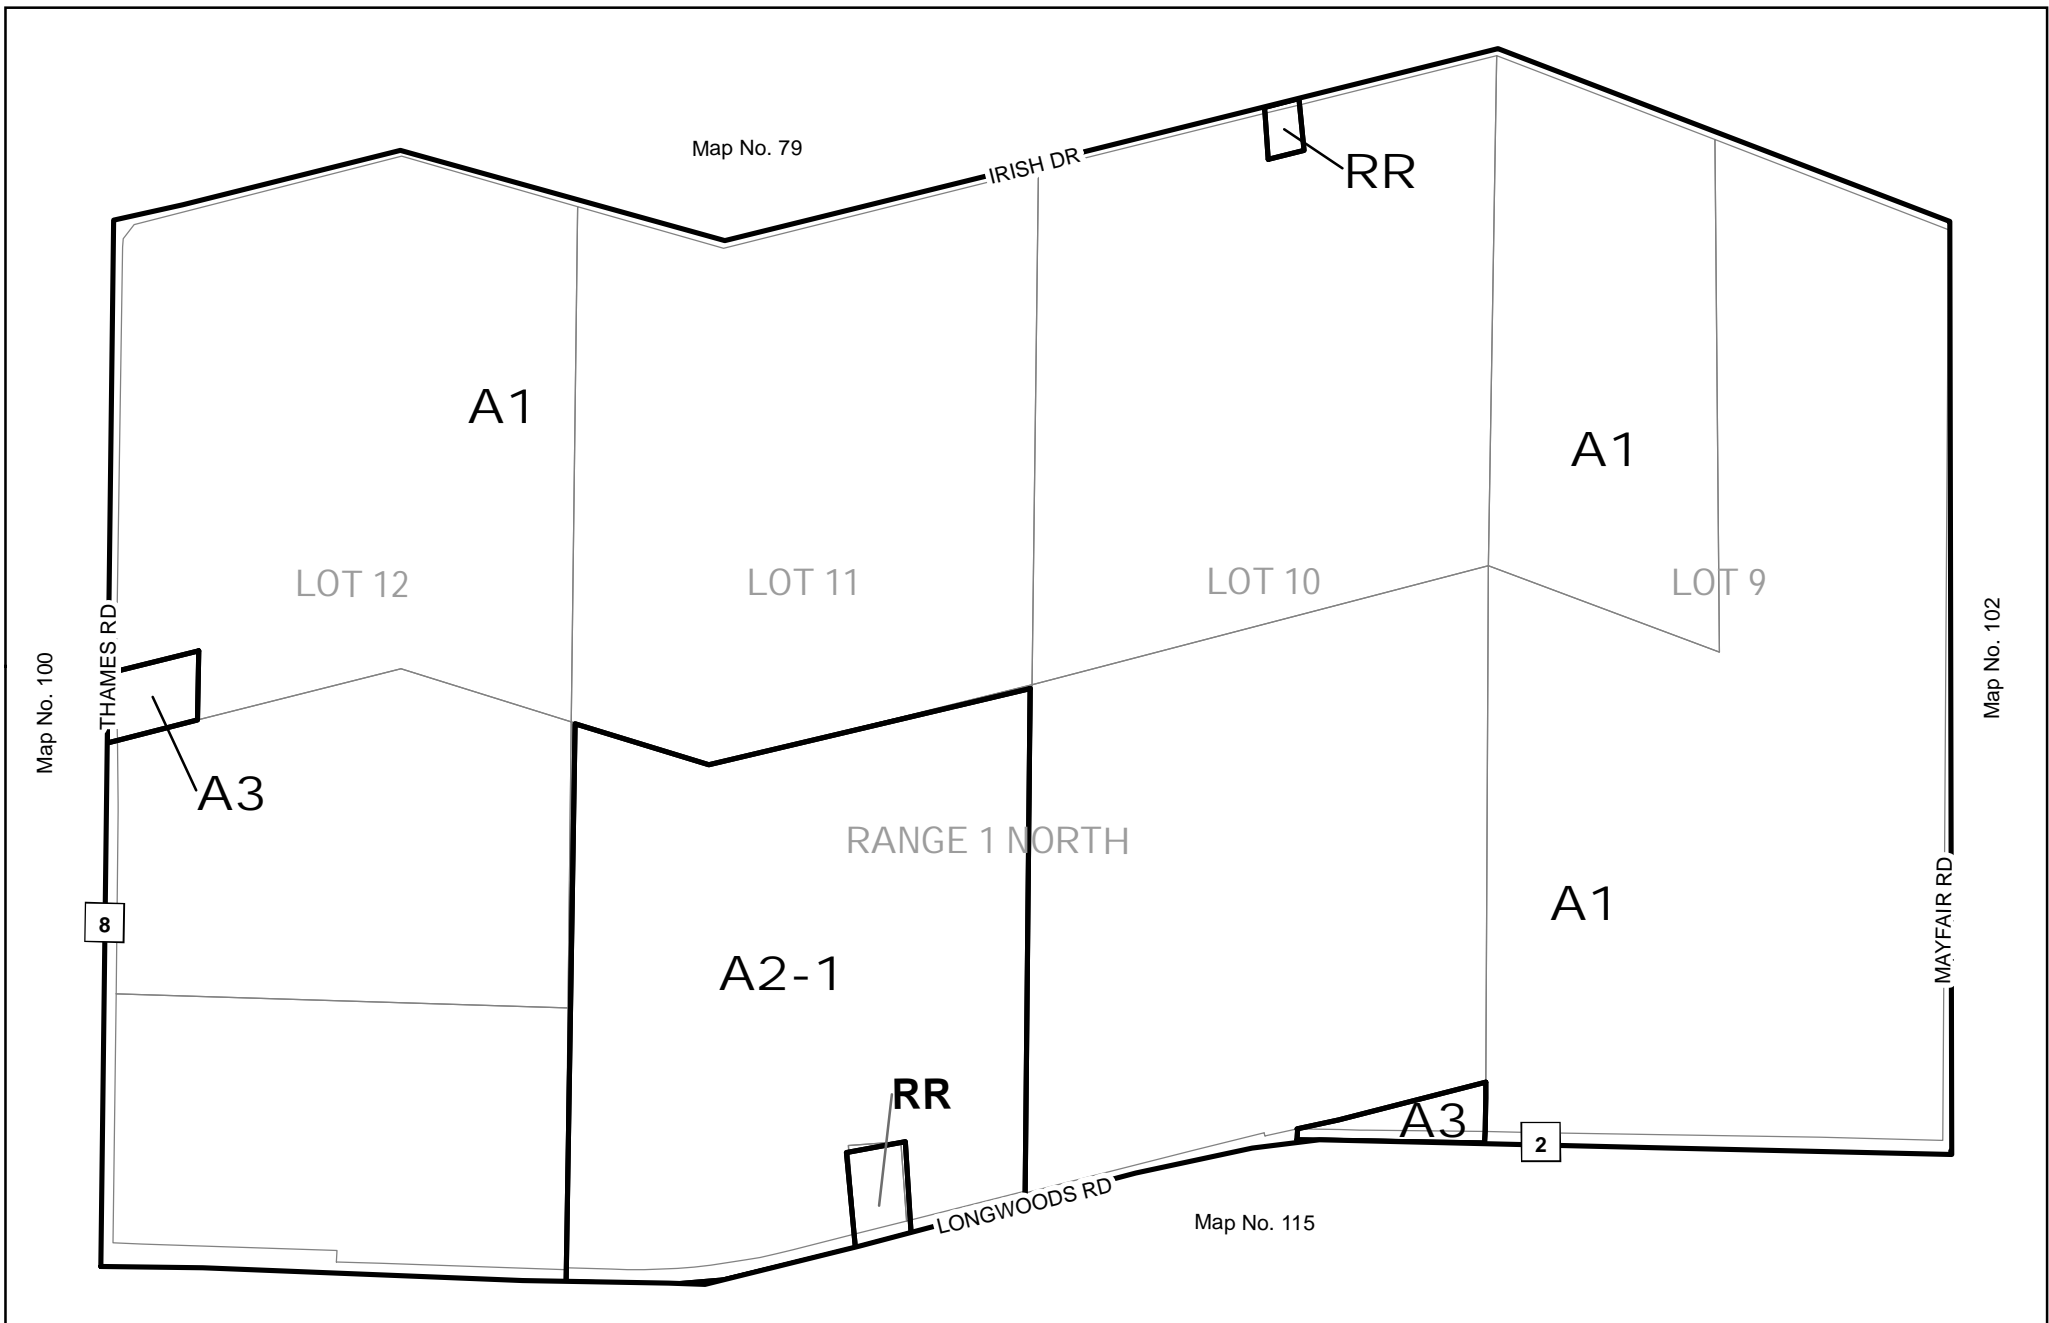 Map No. 79
IRISH DR
RR
A1
A1
LOT 12
LOT 11
LOT 10
LOT 9
THAMES RD
Map No. 100
Map No. 102
A3
RANGE 1 NORTH
8
A1
MAYFAIR RD
A2-1
RR
A3
2
LONGWOODS RD
Map No. 115